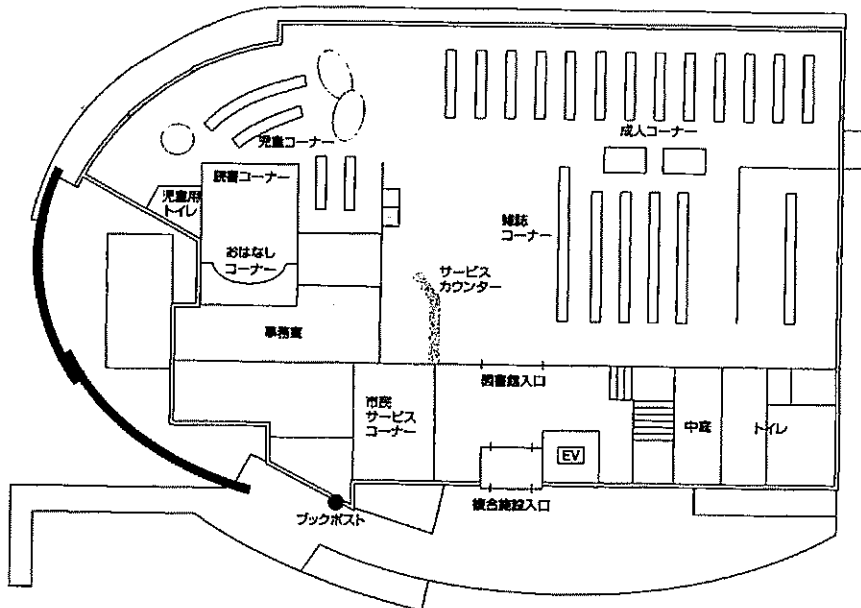 児童コーナー
成人コーナー
読書コーナー
児童用
トイレ
雑誌
コーナー
おはなし
コーナー
サービス
カウンター
事務室
図書館入口
市民
サービス
コーナー
EV
中庭
トイレ
複合施設入口
ブックポスト